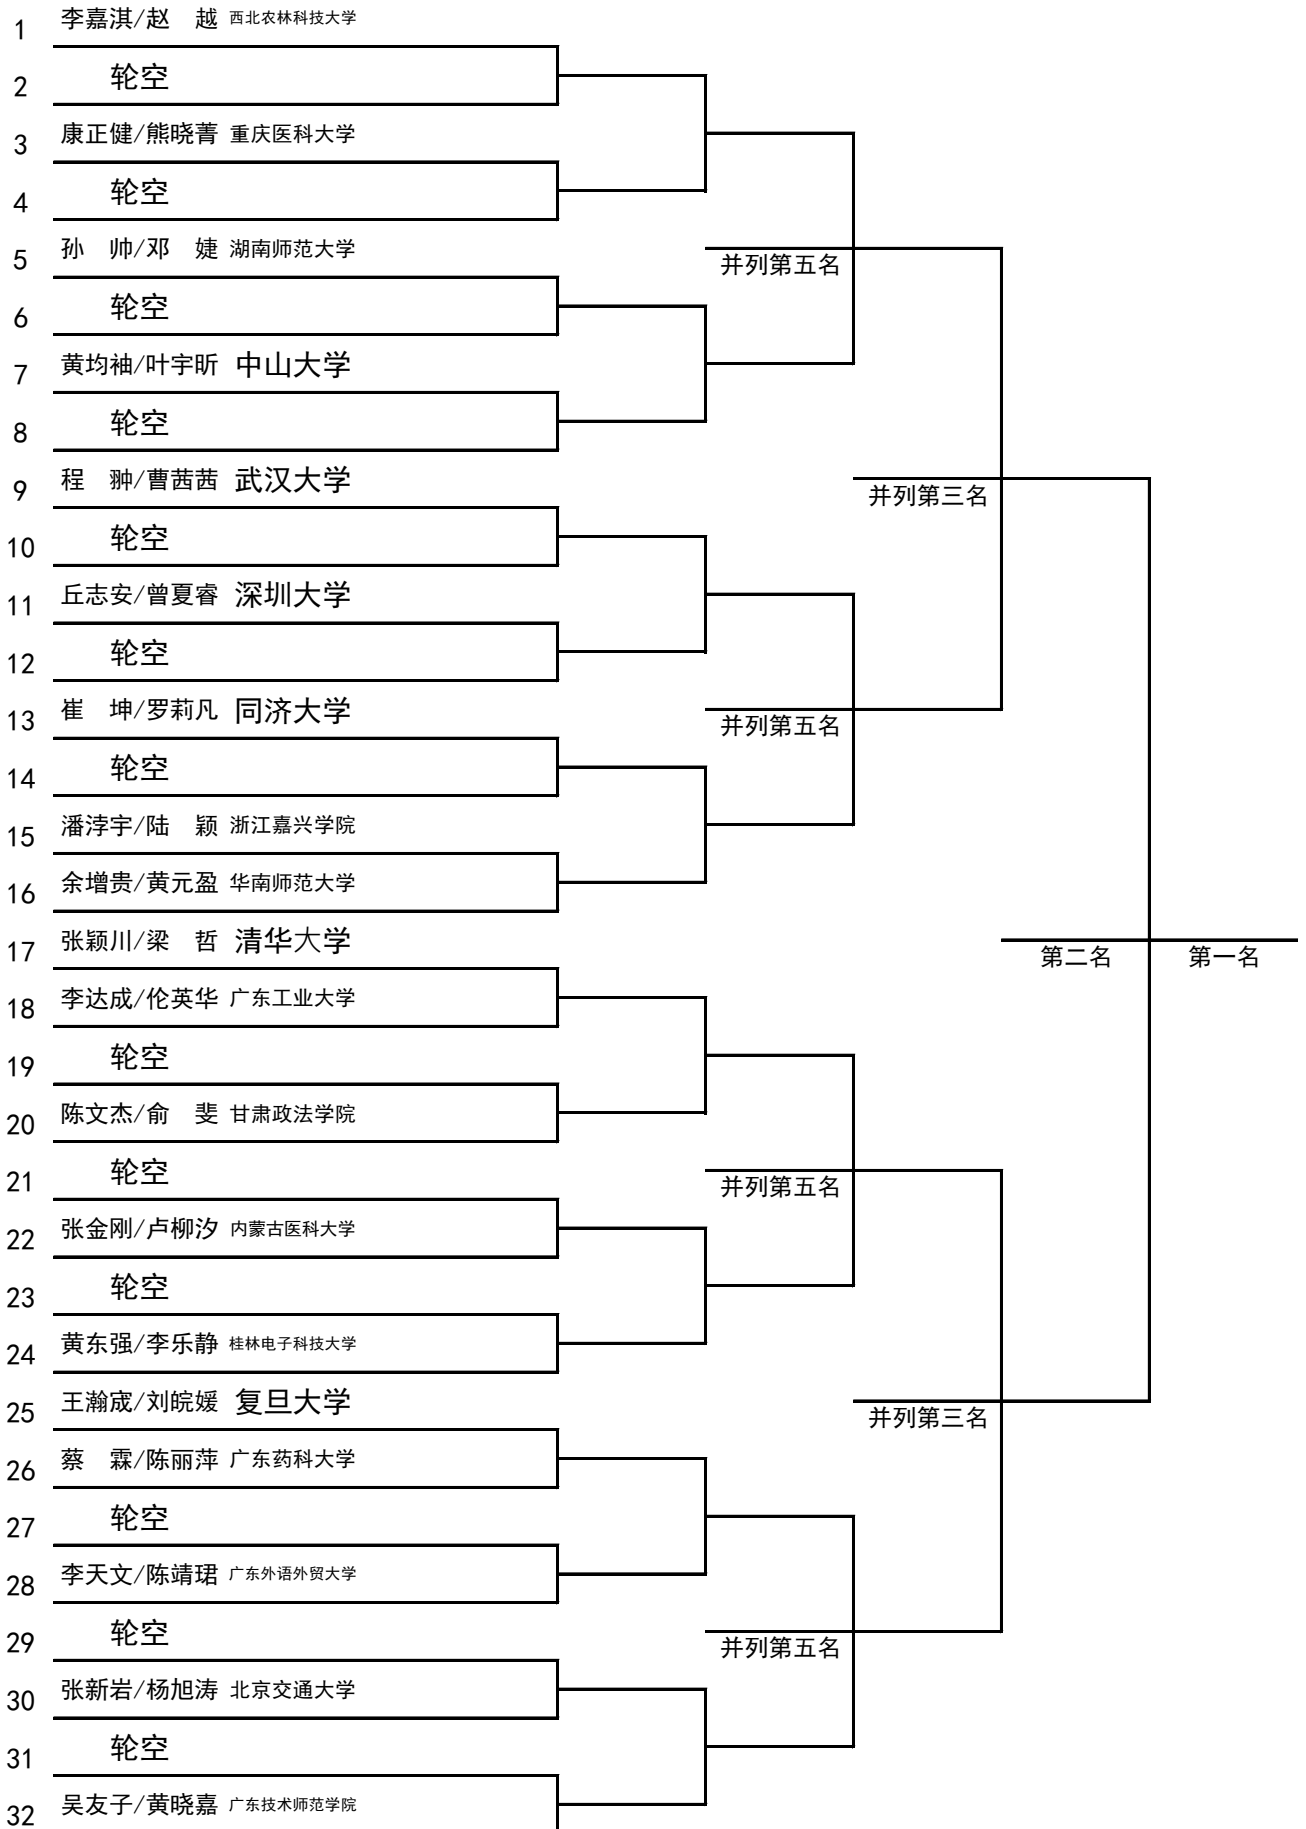 1 李嘉淇/赵　越 西北农林科技大学
2 轮空
3 康正健/熊晓菁 重庆医科大学
4 轮空
5 孙　帅/邓　婕 湖南师范大学
并列第五名
6 轮空
7 黄均袖/叶宇昕 中山大学
8 轮空
9 程　翀/曹茜茜 武汉大学
并列第三名
10 轮空
11 丘志安/曾夏睿 深圳大学
12 轮空
13 崔　坤/罗莉凡 同济大学
并列第五名
14 轮空
15 潘浡宇/陆　颖 浙江嘉兴学院
16 余增贵/黄元盈 华南师范大学
17 张颖川/梁　哲 清华大学
第二名 第一名
18 李达成/伦英华 广东工业大学
19 轮空
20 陈文杰/俞　斐 甘肃政法学院
21 轮空
并列第五名
22 张金刚/卢柳汐 内蒙古医科大学
23 轮空
24 黄东强/李乐静 桂林电子科技大学
25 王瀚宬/刘皖媛 复旦大学
并列第三名
26 蔡　霖/陈丽萍 广东药科大学
27 轮空
28 李天文/陈靖珺 广东外语外贸大学
29 轮空
并列第五名
30 张新岩/杨旭涛 北京交通大学
31 轮空
32 吴友子/黄晓嘉 广东技术师范学院